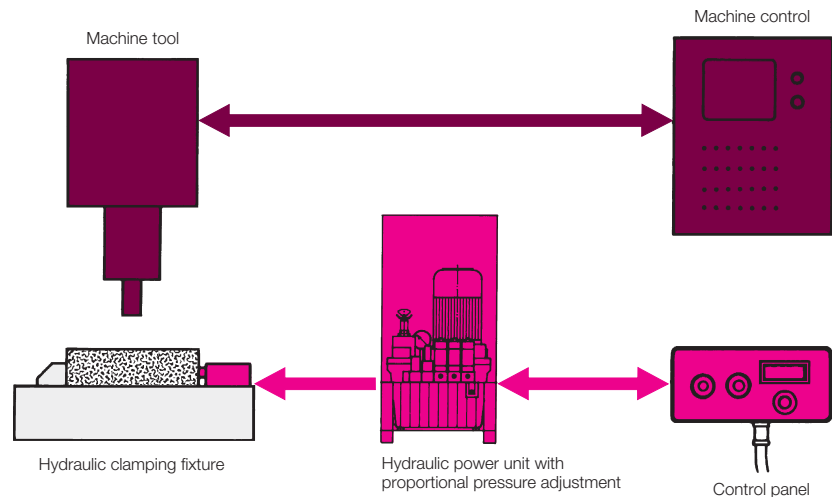 Machine tool
Machine control
Hydraulic clamping fixture
Hydraulic power unit with
proportional pressure adjustment
Control panel